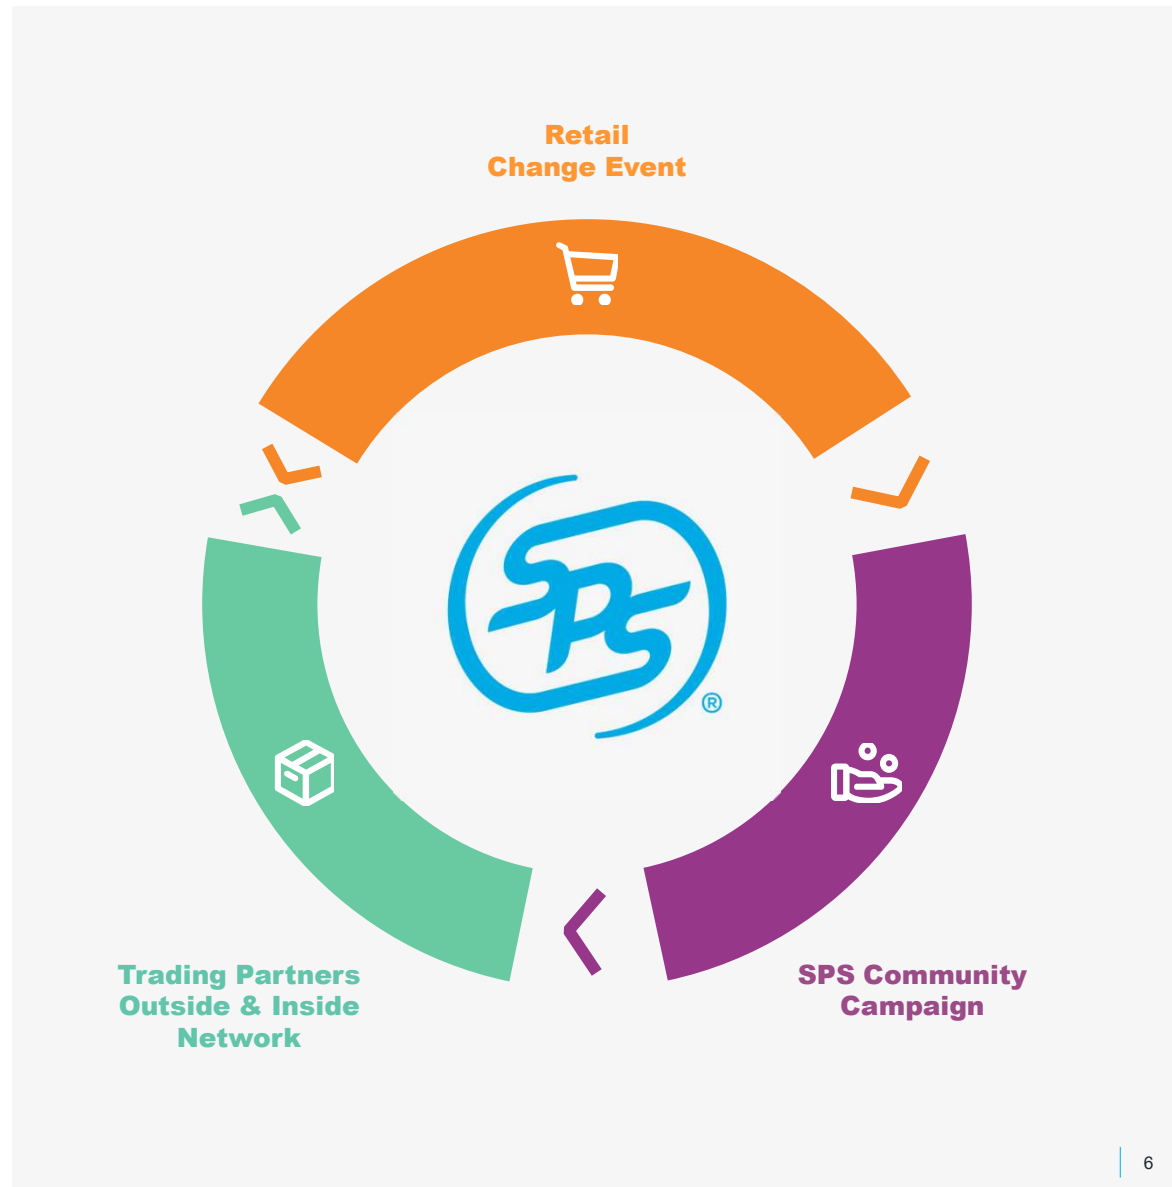 Retail
Change Event
SPS
®
Trading Partners
Outside & Inside
Network
SPS Community
Campaign
6